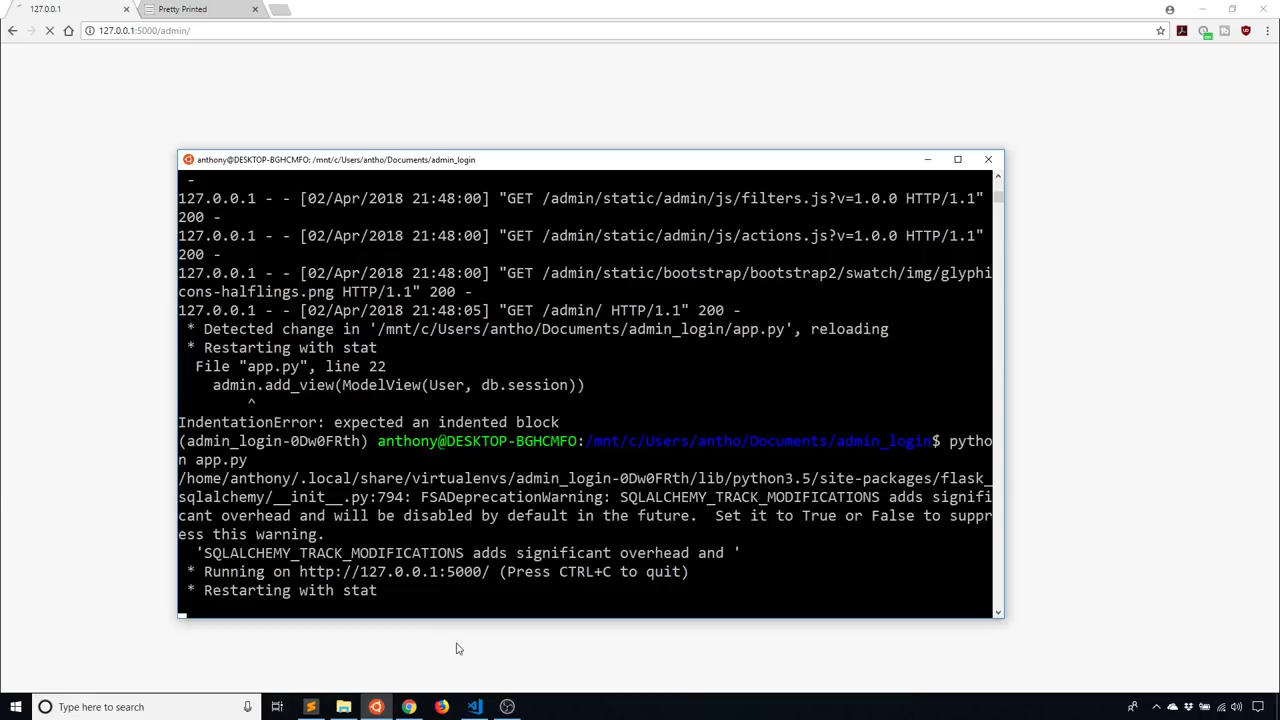 127.0.0.1
Pretty Printed
127.0.0.1:5000/admin/
anthony@DESKTOP-BGHCMFO: /mnt/c/Users/antho/Documents/admin_login
-
127.0.0.1 - - [02/Apr/2018 21:48:00] "GET /admin/static/admin/js/filters.js?v=1.0.0 HTTP/1.1"
200 -
127.0.0.1 - - [02/Apr/2018 21:48:00] "GET /admin/static/admin/js/actions.js?v=1.0.0 HTTP/1.1"
200 -
127.0.0.1 - - [02/Apr/2018 21:48:00] "GET /admin/static/bootstrap/bootstrap2/swatch/img/glyphi
cons-halflings.png HTTP/1.1" 200 -
127.0.0.1 - - [02/Apr/2018 21:48:05] "GET /admin/ HTTP/1.1" 200 -
* Detected change in '/mnt/c/Users/antho/Documents/admin_login/app.py', reloading
* Restarting with stat
File "app.py", line 22
admin.add_view(ModelView(User, db.session))
^
IndentationError: expected an indented block
(admin_login-0Dw0FRth) anthony@DESKTOP-BGHCMFO:/mnt/c/Users/antho/Documents/admin_login$ pytho
n app.py
/home/anthony/.local/share/virtualenvs/admin_login-0Dw0FRth/lib/python3.5/site-packages/flask_
sqlalchemy/__init__.py:794: FSADeprecationWarning: SQLALCHEMY_TRACK_MODIFICATIONS adds signifi
cant overhead and will be disabled by default in the future.  Set it to True or False to suppr
ess this warning.
'SQLALCHEMY_TRACK_MODIFICATIONS adds significant overhead and '
* Running on http://127.0.0.1:5000/ (Press CTRL+C to quit)
* Restarting with stat
Type here to search